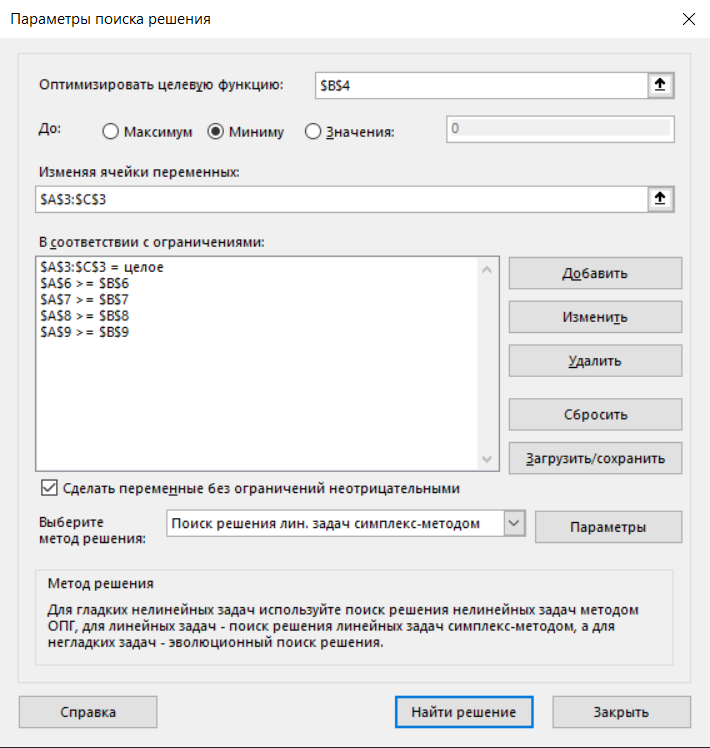 Параметры поиска решения
Оптимизировать целевую функцию: $B$4
До: Максимум Миниму Значения: 0
Изменяя ячейки переменных:
$A$3:$C$3
В соответствии с ограничениями:
$A$3:$C$3 = целое
$A$6 >= $B$6
$A$7 >= $B$7
$A$8 >= $B$8
$A$9 >= $B$9
Добавить
Изменить
Удалить
Сбросить
Загрузить/сохранить
Сделать переменные без ограничений неотрицательными
Выберите
метод решения:
Поиск решения лин. задач симплекс-методом
Параметры
Метод решения
Для гладких нелинейных задач используйте поиск решения нелинейных задач методом
ОПГ, для линейных задач - поиск решения линейных задач симплекс-методом, а для
негладких задач - эволюционный поиск решения.
Справка
Найти решение
Закрыть